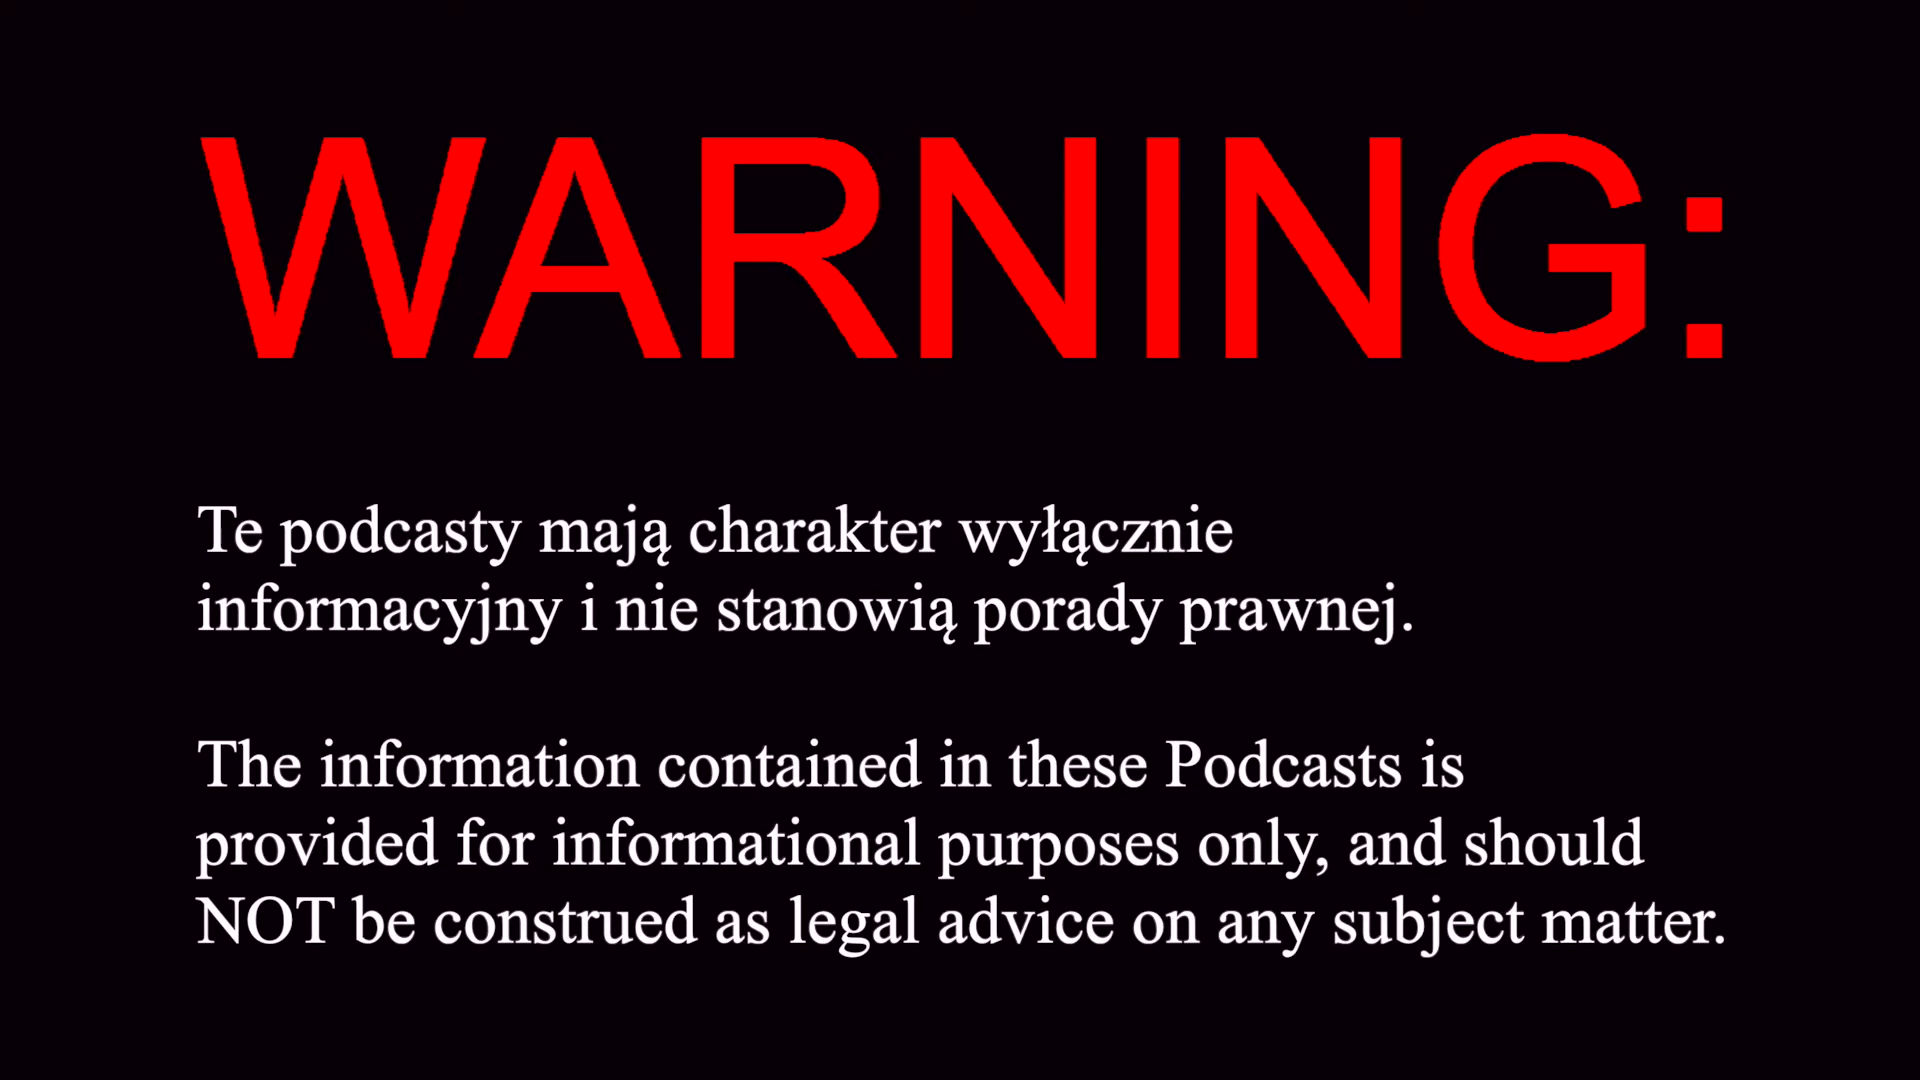 WARNING:
Te podcasty mają charakter wyłącznie
informacyjny i nie stanowią porady prawnej.
The information contained in these Podcasts is
provided for informational purposes only, and should
NOT be construed as legal advice on any subject matter.